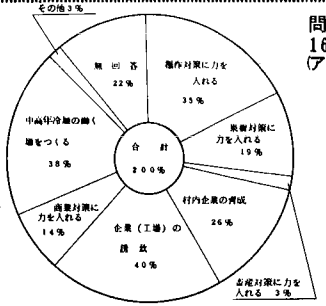 その他 3%
無回答
22%
稲作対策に力を
入れる
35%
果樹対策に
力を入れる
19%
中高年令増の働く
場をつくる
38%
合計
200%
商業対策に
力を入れる
14%
村内企業の育成
26%
企業(工場)の
誘致
40%
畜産対策に力を
入れる 3%
問
16
(ア